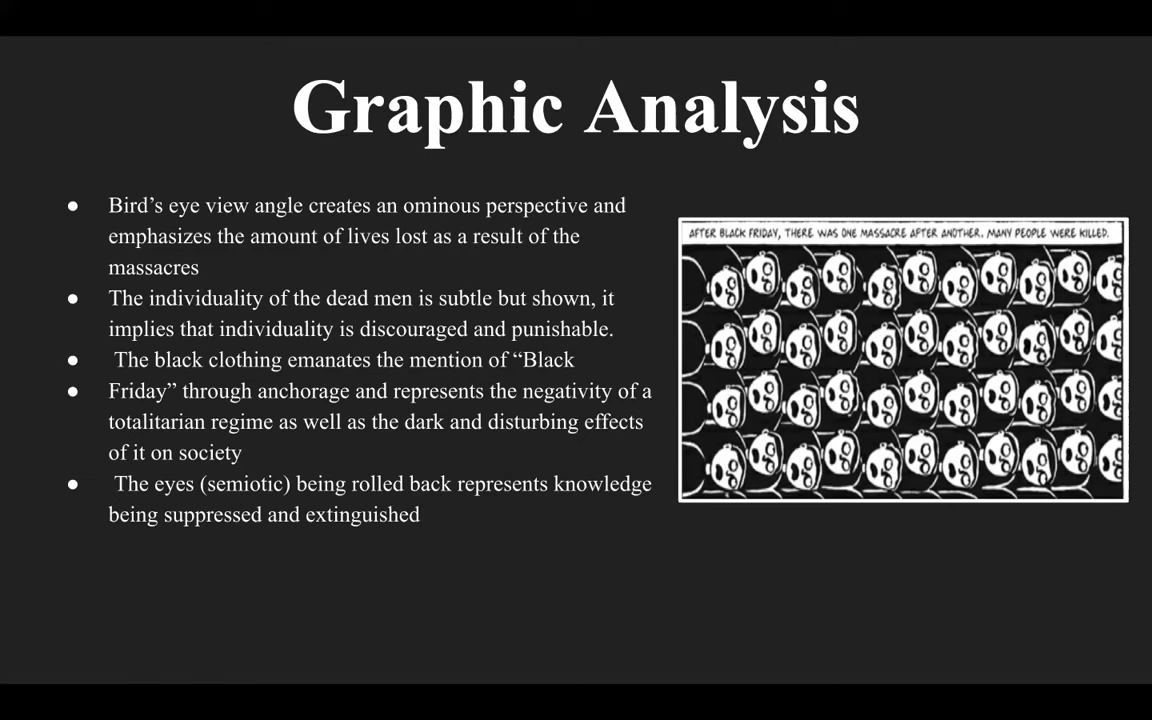 Graphic Analysis
● Bird’s eye view angle creates an ominous perspective and
emphasizes the amount of lives lost as a result of the
massacres
● The individuality of the dead men is subtle but shown, it
implies that individuality is discouraged and punishable.
● The black clothing emanates the mention of “Black
● Friday” through anchorage and represents the negativity of a
totalitarian regime as well as the dark and disturbing effects
of it on society
● The eyes (semiotic) being rolled back represents knowledge
being suppressed and extinguished
AFTER BLACK FRIDAY, THERE WAS ONE MASSACRE AFTER ANOTHER. MANY PEOPLE WERE KILLED.